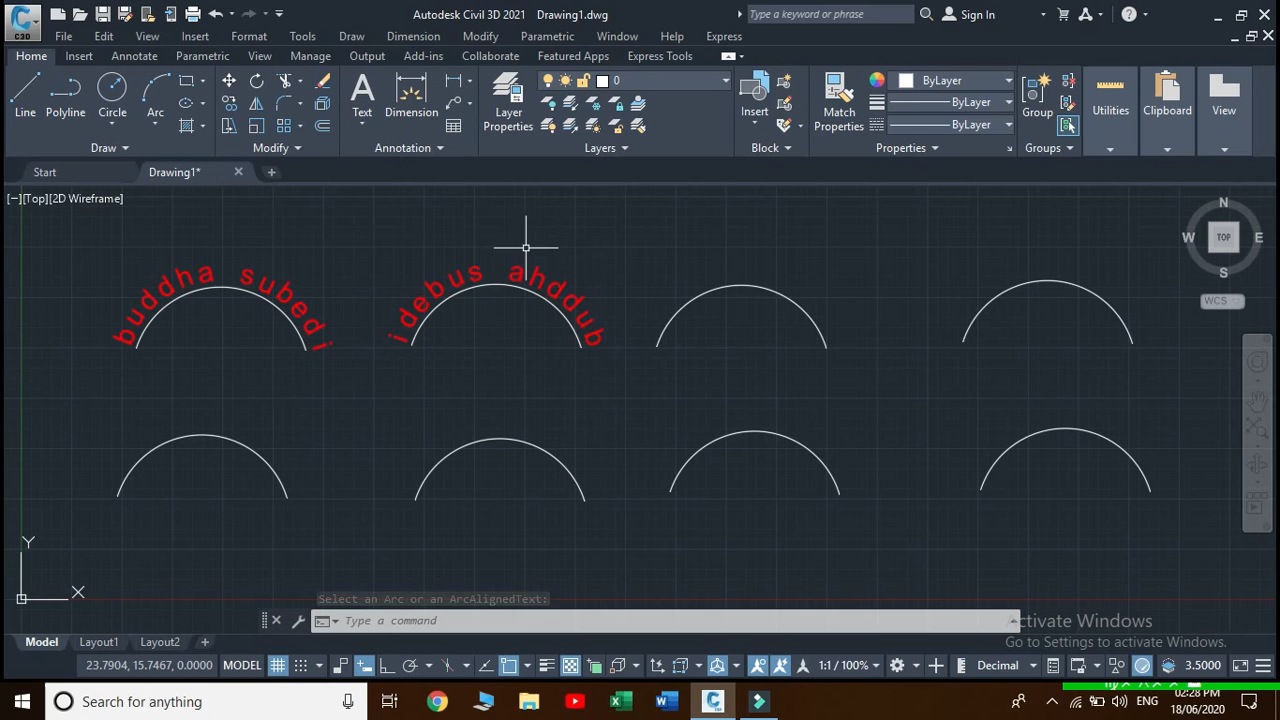 C3D
Autodesk Civil 3D 2021 Drawing1.dwg
Type a keyword or phrase
Sign In
File Edit View Insert Format Tools Draw Dimension Modify Parametric Window Help Express
Home Insert Annotate Parametric View Manage Output Add-ins Collaborate Featured Apps Express Tools
Line Polyline Circle Arc
Text Dimension
Layer Properties
0
Insert
Match Properties
ByLayer
ByLayer
ByLayer
Group
Utilities
Clipboard
View
Draw Modify Annotation Layers Block Properties Groups
Start Drawing1*
[−][Top][2D Wireframe]
N
W TOP E
S
WCS
buddha subedi
idebus ahddub
Y
X
Select an Arc or an ArcAlignedText:
Type a command
Activate Windows
Go to Settings to activate Windows.
Model Layout1 Layout2
23.7904, 15.7467, 0.0000 MODEL 1:1 / 100% Decimal 3.5000
Search for anything
02:28 PM
18/06/2020